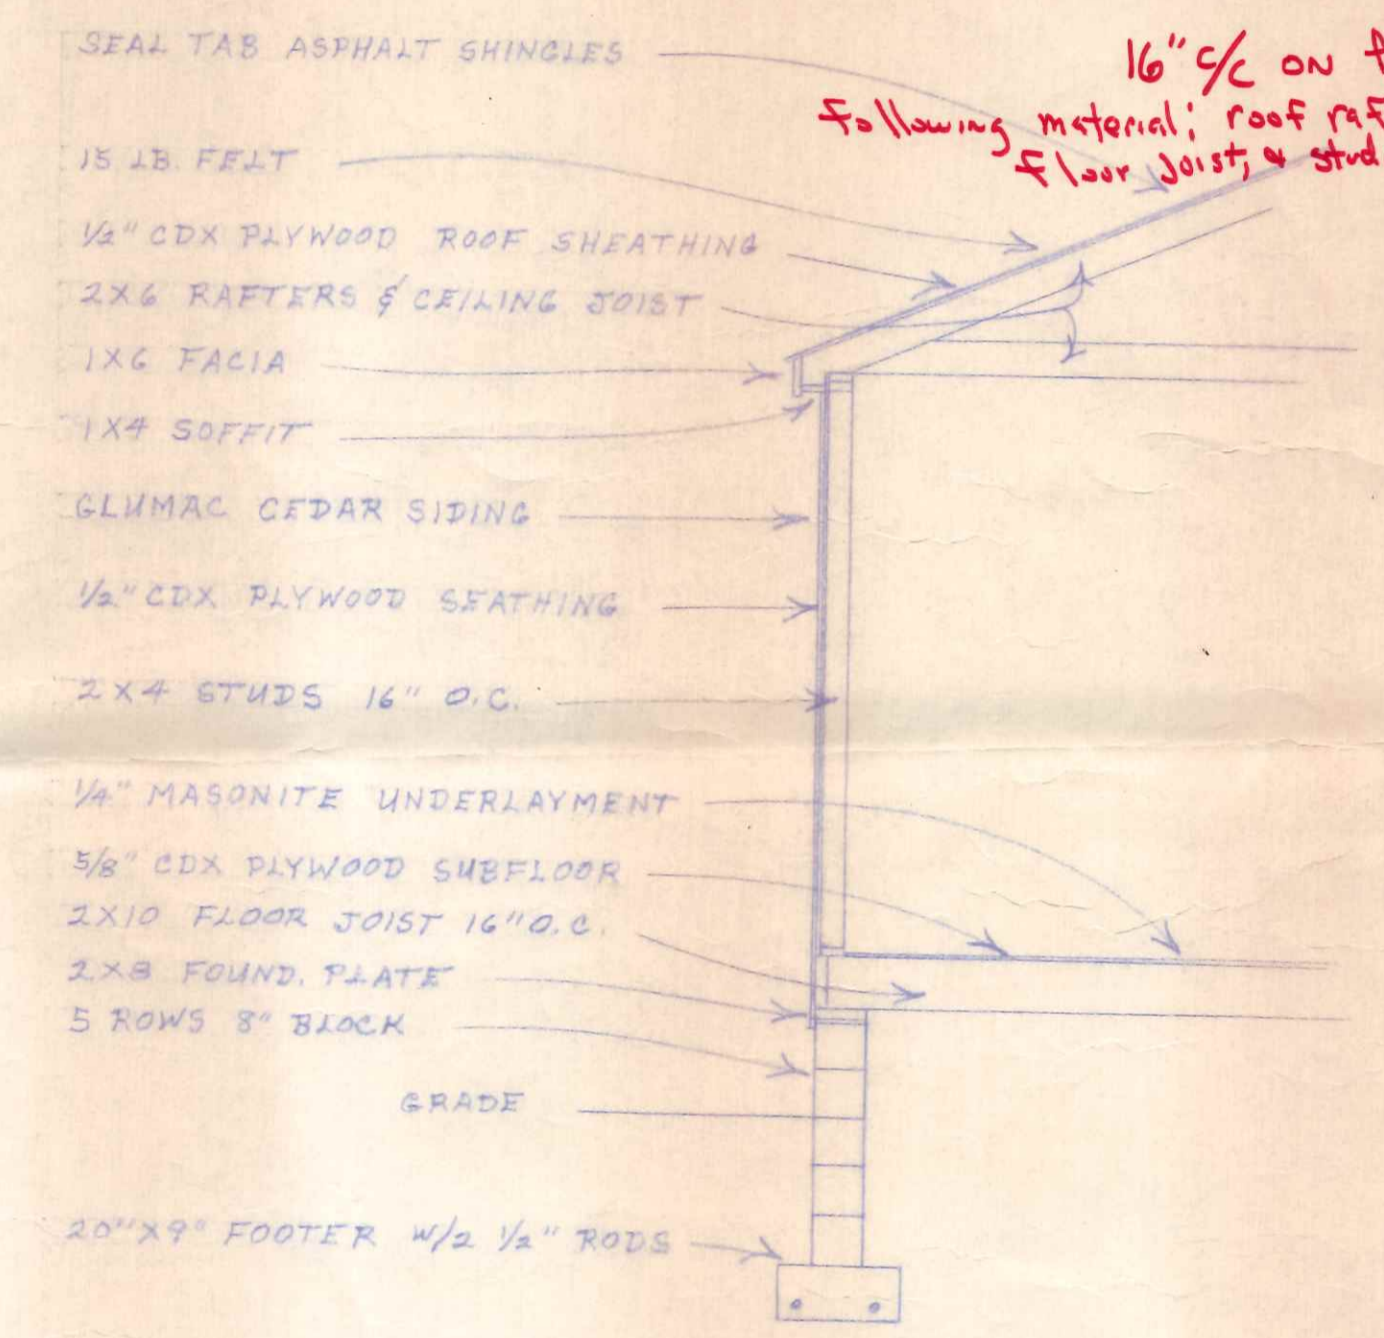 SEAL TAB ASPHALT SHINGLES
16" C/C ON
following material; roof
floor joist, & stud
15 LB. FELT
1/2" CDX PLYWOOD ROOF SHEATHING
2X6 RAFTERS & CEILING JOIST
1X6 FACIA
1X4 SOFFIT
GLUMAC CEDAR SIDING
1/2" CDX PLYWOOD SEATHING
2X4 STUDS 16" O.C.
1/4" MASONITE UNDERLAYMENT
5/8" CDX PLYWOOD SUBFLOOR
2X10 FLOOR JOIST 16" O.C.
2X8 FOUND. PLATE
5 ROWS 8" BLOCK
GRADE
20" X 9" FOOTER W/2 1/2" RODS